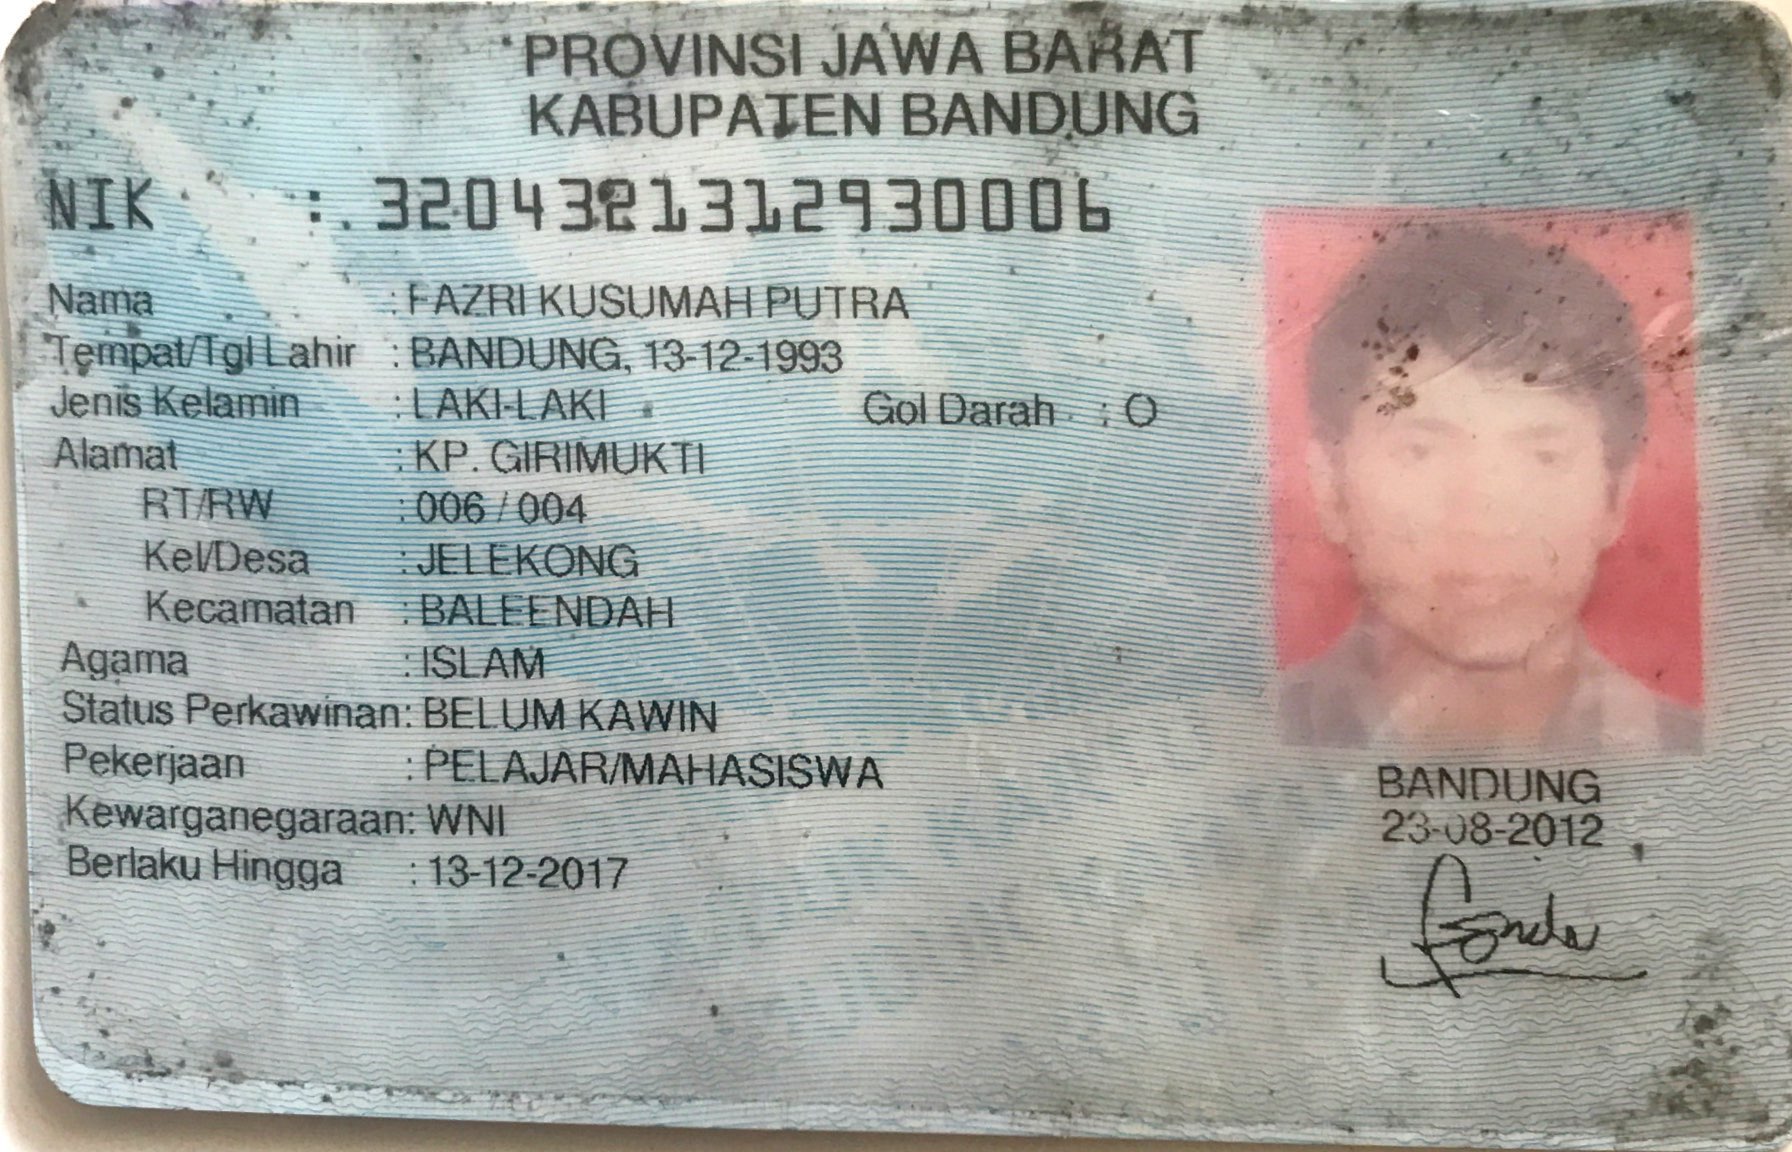 PROVINSI JAWA BARAT
KABUPATEN BANDUNG
NIK : 3204321312930006
Nama : FAZRI KUSUMAH PUTRA
Tempat/Tgl Lahir : BANDUNG, 13-12-1993
Jenis Kelamin : LAKI-LAKI Gol Darah : O
Alamat : KP. GIRIMUKTI
RT/RW : 006 / 004
Kel/Desa : JELEKONG
Kecamatan : BALEENDAH
Agama : ISLAM
Status Perkawinan: BELUM KAWIN
Pekerjaan : PELAJAR/MAHASISWA
Kewarganegaraan: WNI
Berlaku Hingga : 13-12-2017
BANDUNG
23-08-2012